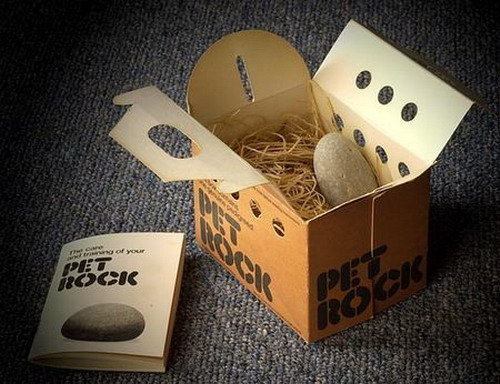 The care
and training of your
PET
ROCK
PET
ROCK
PET
ROCK